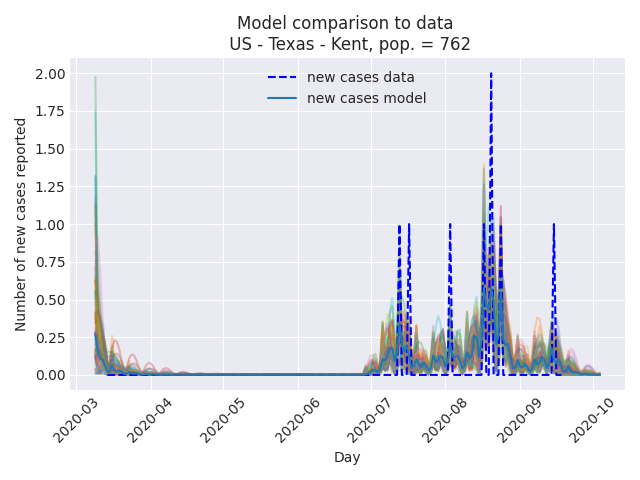 Model comparison to data
US - Texas - Kent, pop. = 762
new cases data
new cases model
Number of new cases reported
2.00
1.75
1.50
1.25
1.00
0.75
0.50
0.25
0.00
2020-03
2020-04
2020-05
2020-06
2020-07
2020-08
2020-09
2020-10
Day